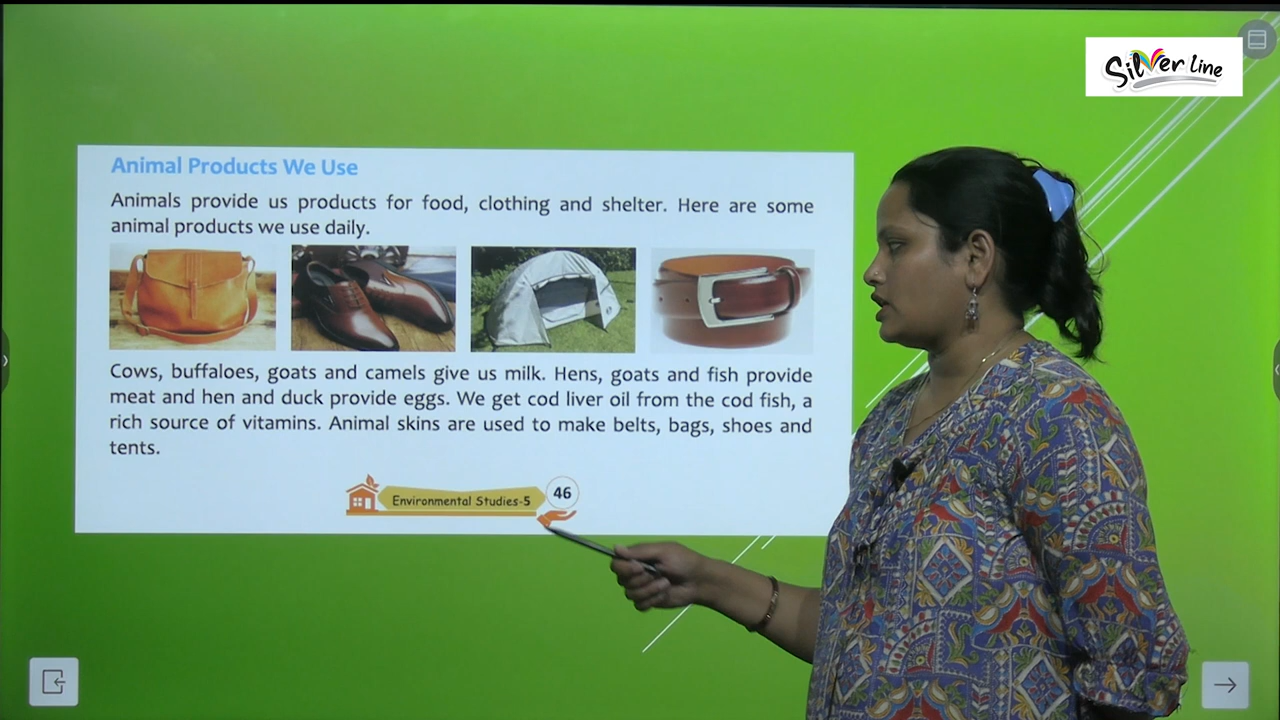 Silver line
Animal Products We Use
Animals provide us products for food, clothing and shelter. Here are some
animal products we use daily.
Cows, buffaloes, goats and camels give us milk. Hens, goats and fish provide
meat and hen and duck provide eggs. We get cod liver oil from the cod fish, a
rich source of vitamins. Animal skins are used to make belts, bags, shoes and
tents.
Environmental Studies-5
46